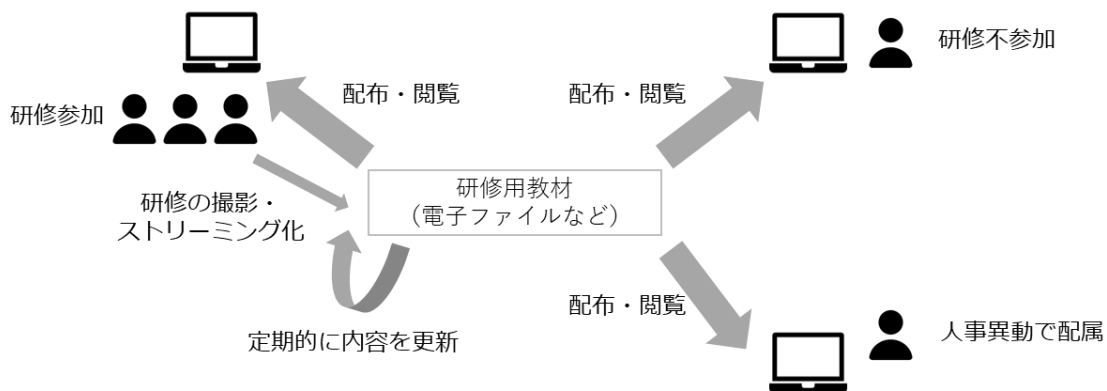 研修不参加
配布・閲覧
配布・閲覧
研修参加
研修用教材
（電子ファイルなど）
研修の撮影・
ストリーミング化
配布・閲覧
定期的に内容を更新
人事異動で配属